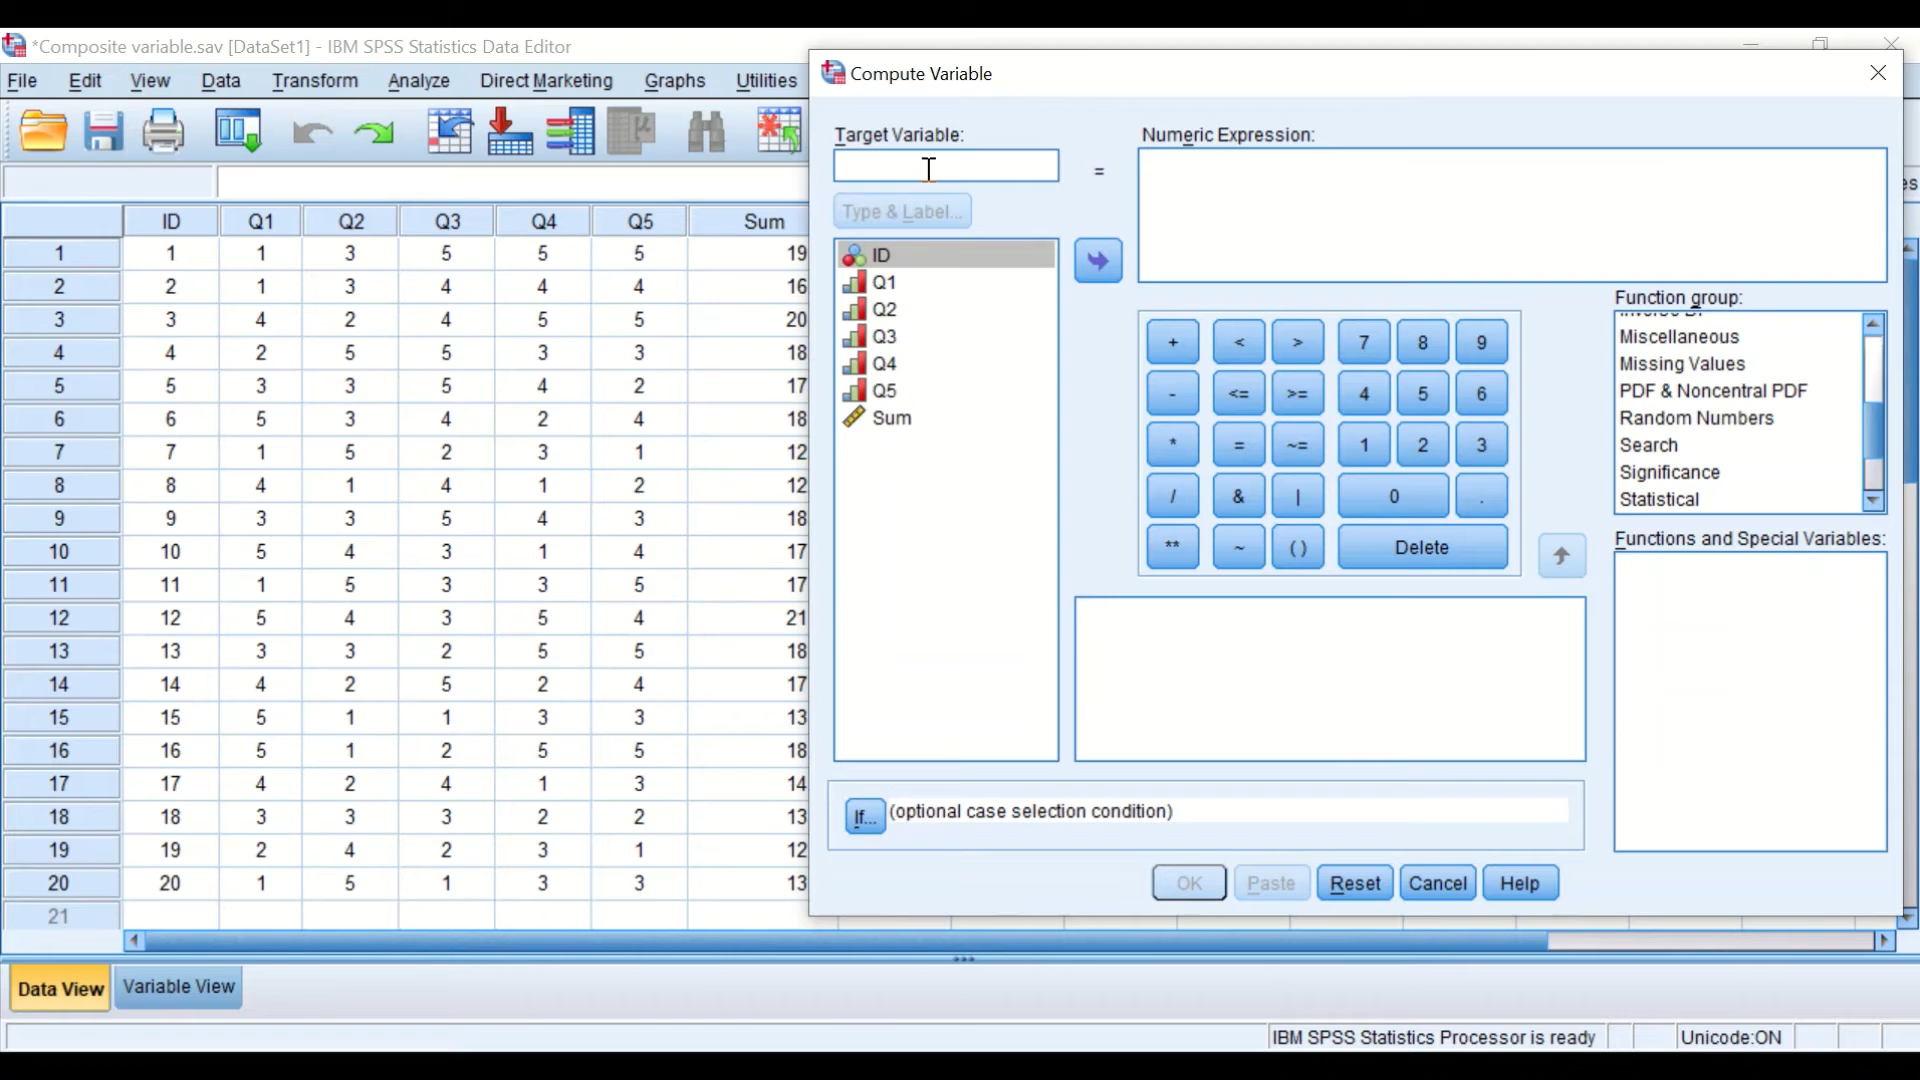 *Composite variable.sav [DataSet1] - IBM SPSS Statistics Data Editor
File Edit View Data Transform Analyze Direct Marketing Graphs Utilities
Compute Variable
Target Variable:
=
Numeric Expression:
Type & Label...
ID
Q1
Q2
Q3
Q4
Q5
Sum
+ < > 7 8 9
- <= >= 4 5 6
* = ~= 1 2 3
/ & | 0 .
** ~ ( ) Delete
Function group:
Miscellaneous
Missing Values
PDF & Noncentral PDF
Random Numbers
Search
Significance
Statistical
Functions and Special Variables:
If... (optional case selection condition)
OK Paste Reset Cancel Help
ID Q1 Q2 Q3 Q4 Q5 Sum
1 1 1 3 5 5 5 19
2 2 1 3 4 4 4 16
3 3 4 2 4 5 5 20
4 4 2 5 5 3 3 18
5 5 3 3 5 4 2 17
6 6 5 3 4 2 4 18
7 7 1 5 2 3 1 12
8 8 4 1 4 1 2 12
9 9 3 3 5 4 3 18
10 10 5 4 3 1 4 17
11 11 1 5 3 3 5 17
12 12 5 4 3 5 4 21
13 13 3 3 2 5 5 18
14 14 4 2 5 2 4 17
15 15 5 1 1 3 3 13
16 16 5 1 2 5 5 18
17 17 4 2 4 1 3 14
18 18 3 3 3 2 2 13
19 19 2 4 2 3 1 12
20 20 1 5 1 3 3 13
21
Data View Variable View
IBM SPSS Statistics Processor is ready Unicode:ON